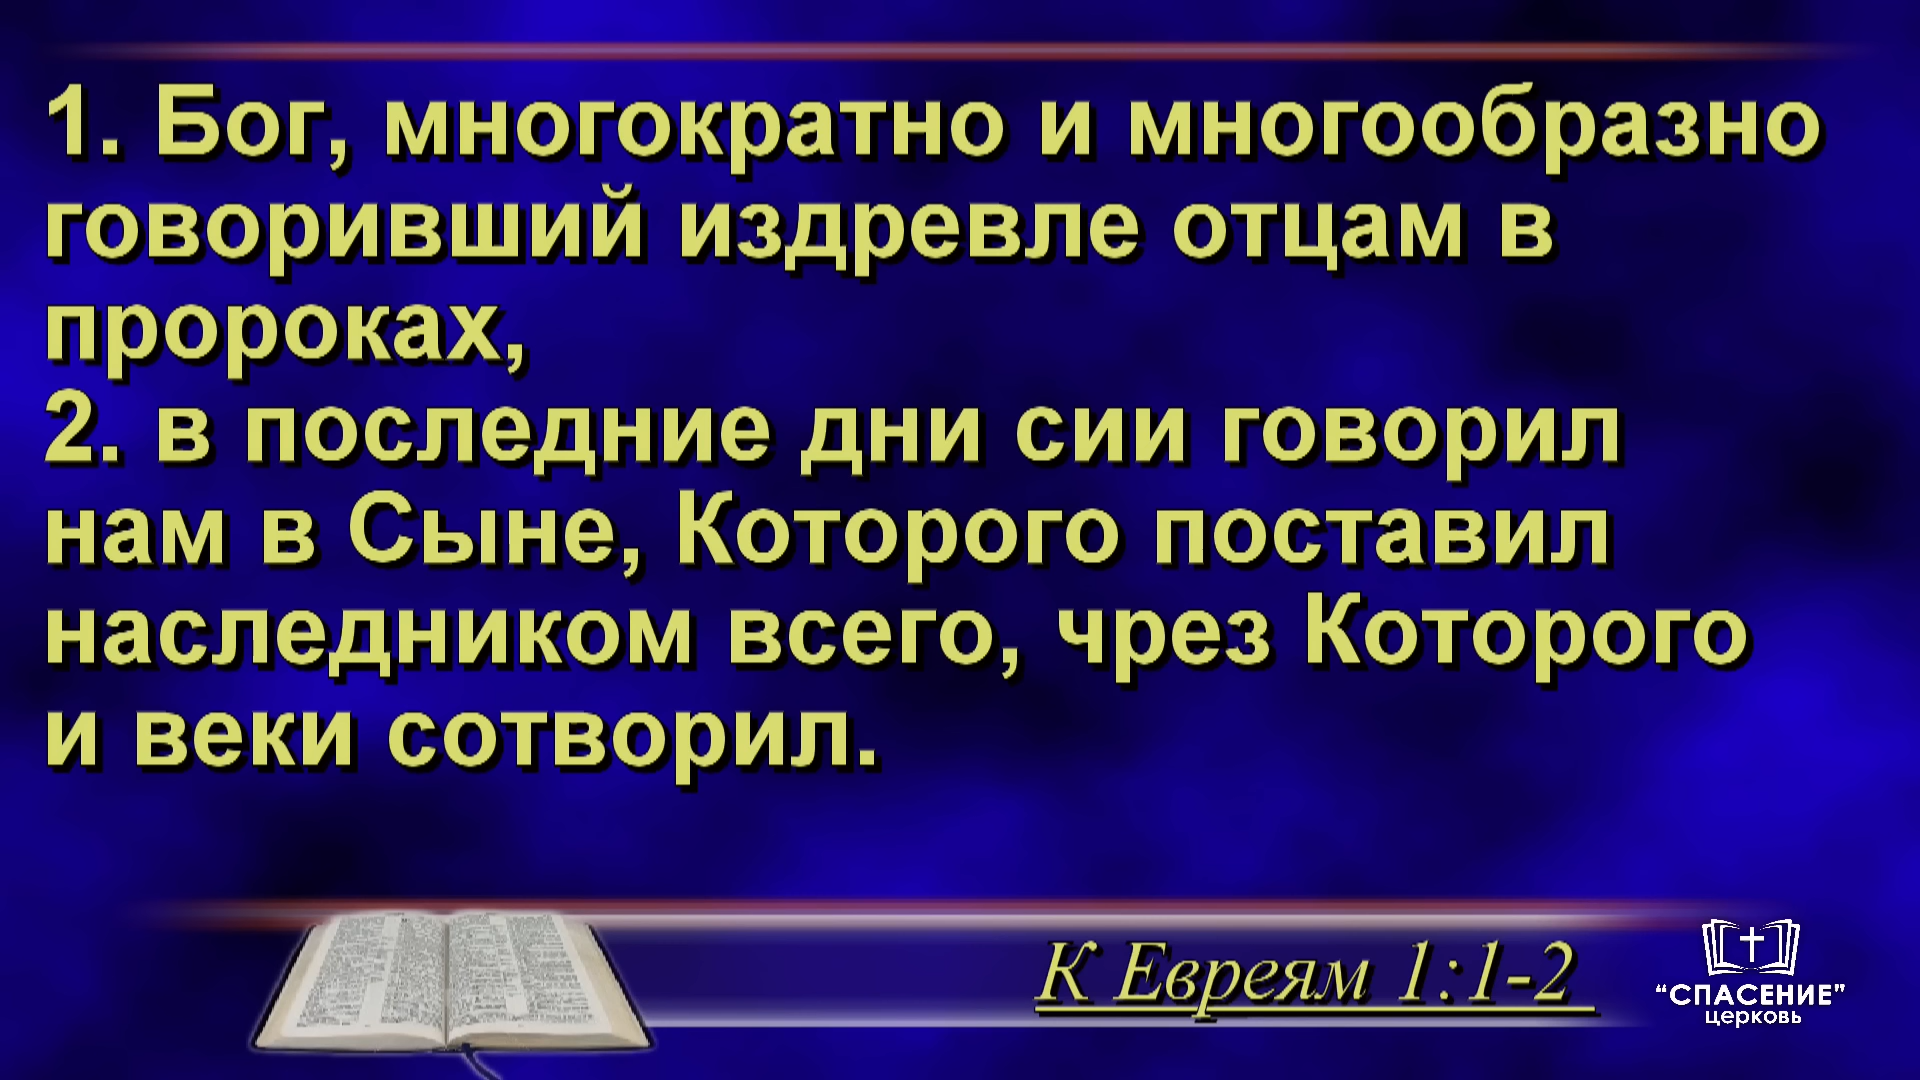 1. Бог, многократно и многообразно
говоривший издревле отцам в
пророках,
2. в последние дни сии говорил
нам в Сыне, Которого поставил
наследником всего, чрез Которого
и веки сотворил.
К Евреям 1:1-2
“СПАСЕНИЕ”
церковь